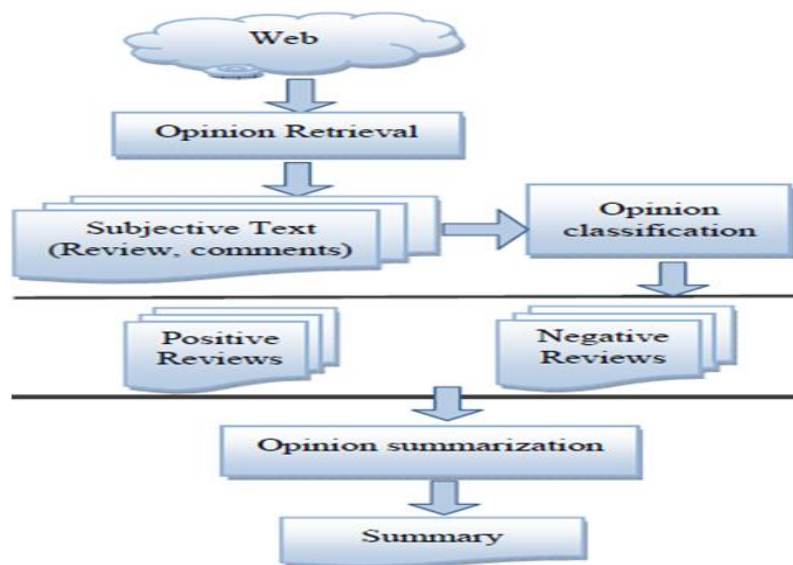 Web
Opinion Retrieval
Subjective Text
(Review, comments)
Opinion
classification
Positive
Reviews
Negative
Reviews
Opinion summarization
Summary